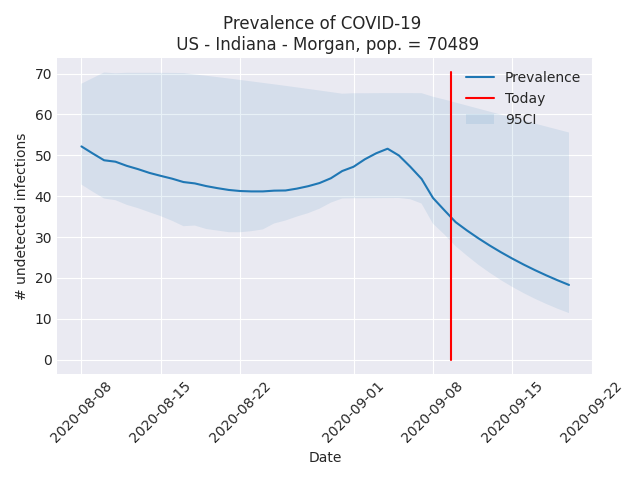 Prevalence of COVID-19
US - Indiana - Morgan, pop. = 70489
# undetected infections
70
60
50
40
30
20
10
0
Prevalence
Today
95CI
2020-08-08
2020-08-15
2020-08-22
2020-09-01
2020-09-08
2020-09-15
2020-09-22
Date